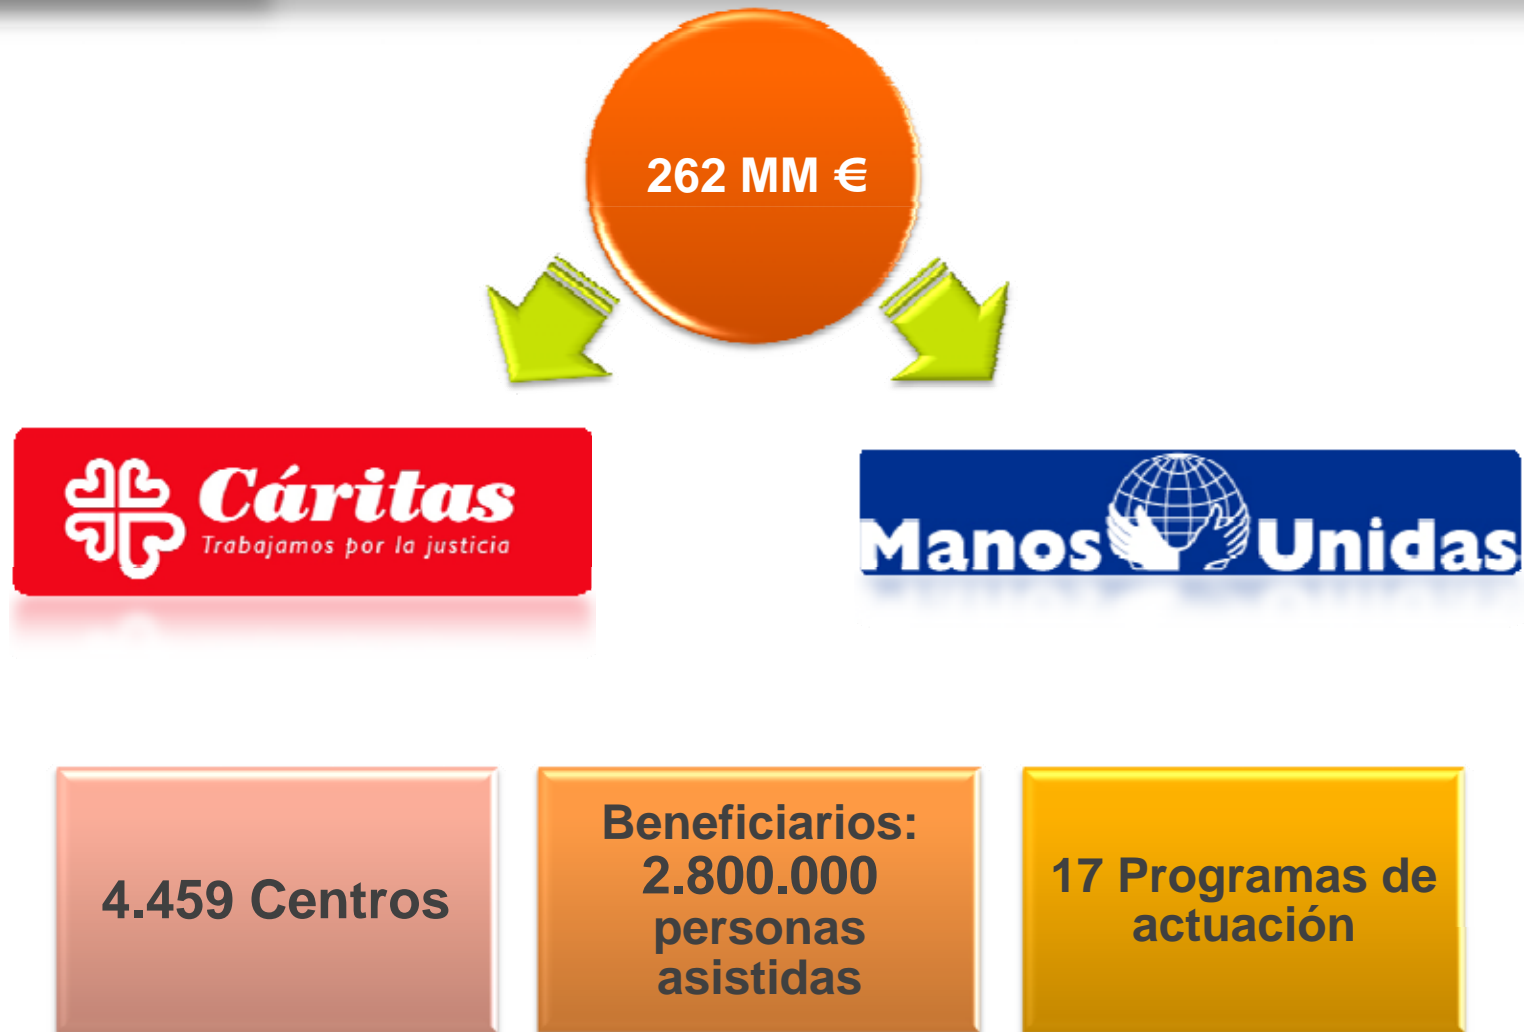 262 MM €
Cáritas
Trabajamos por la justicia
Manos Unidas
4.459 Centros
Beneficiarios:
2.800.000
personas
asistidas
17 Programas de
actuación